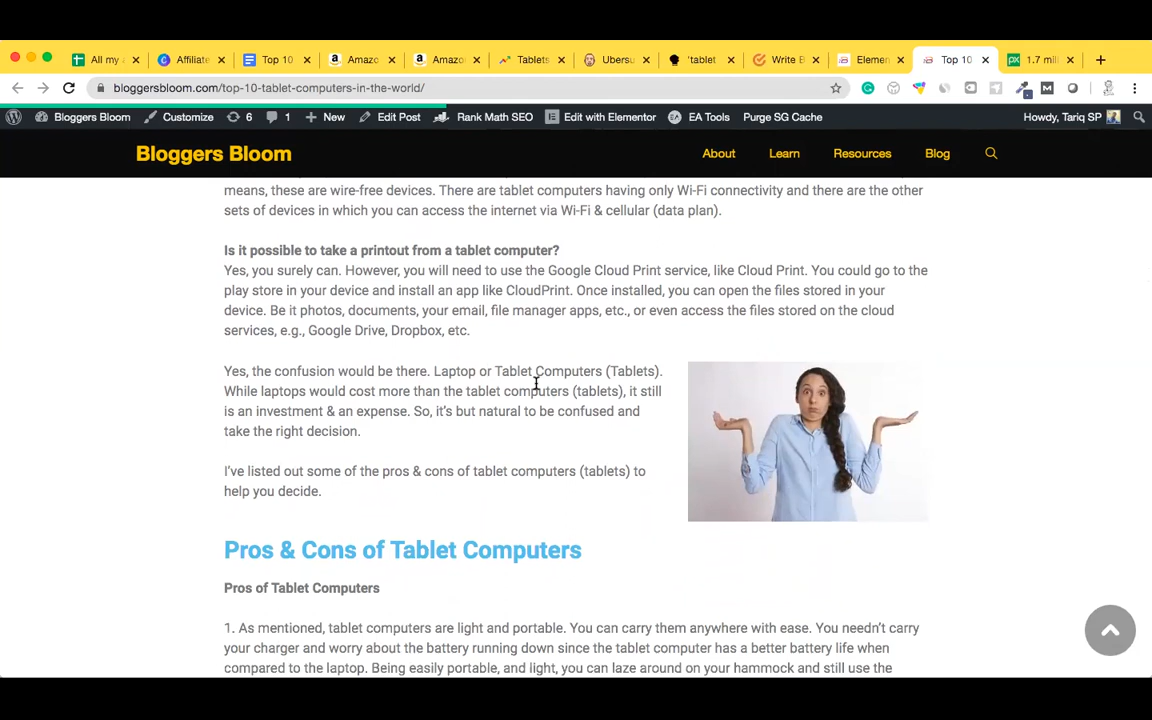 All my
Affiliate
Top 10
Amazo
Amazo
'Tablets
Ubersu
'tablet
Write B
Elemen
Top 10
1.7 mil
bloggersbloom.com/top-10-tablet-computers-in-the-world/
Bloggers Bloom
Customize
6
1
New
Edit Post
Rank Math SEO
Edit with Elementor
EA Tools
Purge SG Cache
Howdy, Tariq SP
Bloggers Bloom
About
Learn
Resources
Blog
means, these are wire-free devices. There are tablet computers having only Wi-Fi connectivity and there are the other
sets of devices in which you can access the internet via Wi-Fi & cellular (data plan).
Is it possible to take a printout from a tablet computer?
Yes, you surely can. However, you will need to use the Google Cloud Print service, like Cloud Print. You could go to the
play store in your device and install an app like CloudPrint. Once installed, you can open the files stored in your
device. Be it photos, documents, your email, file manager apps, etc., or even access the files stored on the cloud
services, e.g., Google Drive, Dropbox, etc.
Yes, the confusion would be there. Laptop or Tablet Computers (Tablets).
While laptops would cost more than the tablet computers (tablets), it still
is an investment & an expense. So, it's but natural to be confused and
take the right decision.
I've listed out some of the pros & cons of tablet computers (tablets) to
help you decide.
Pros & Cons of Tablet Computers
Pros of Tablet Computers
1. As mentioned, tablet computers are light and portable. You can carry them anywhere with ease. You needn't carry
your charger and worry about the battery running down since the tablet computer has a better battery life when
compared to the laptop. Being easily portable, and light, you can laze around on your hammock and still use the